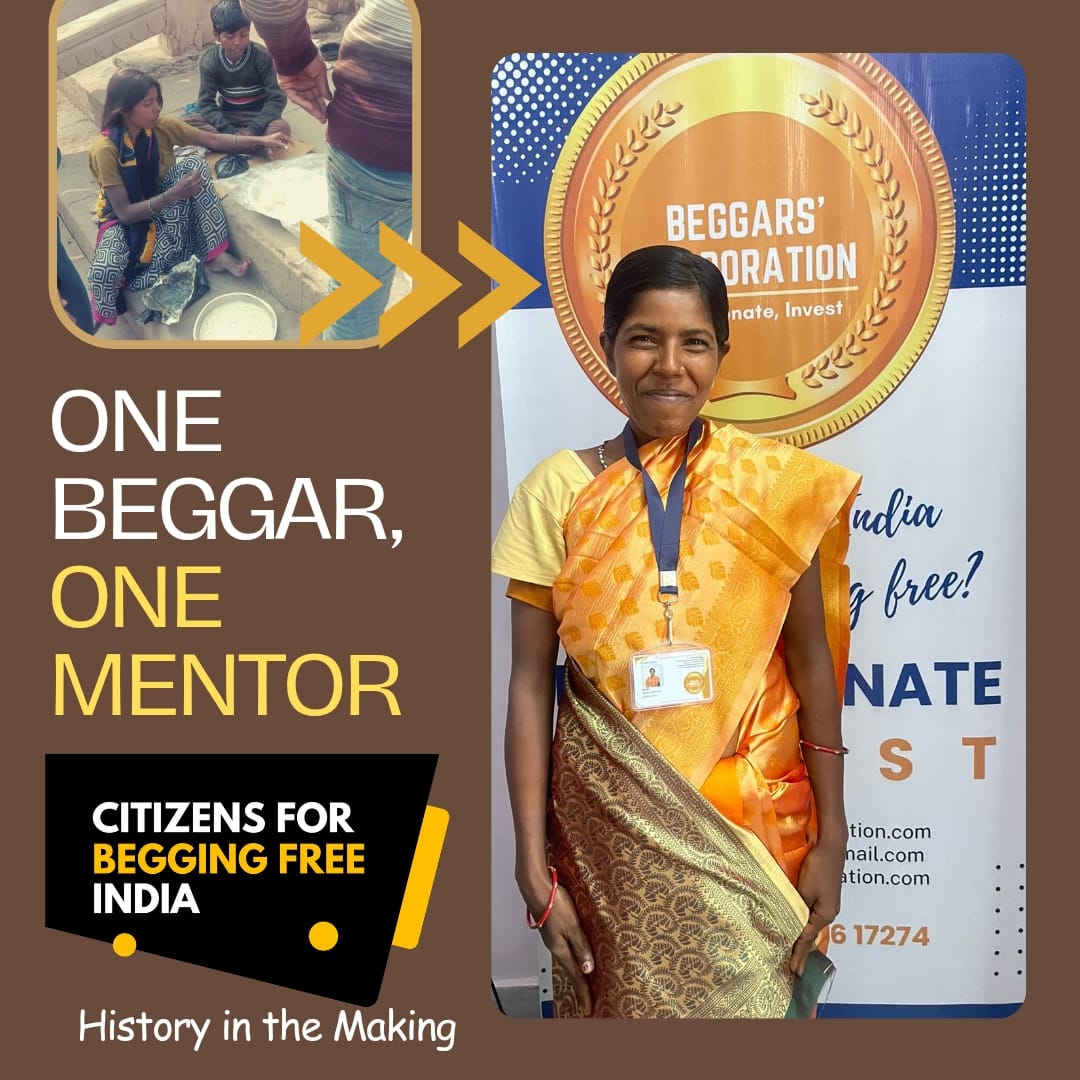 ONE
BEGGAR,
ONE
MENTOR
CITIZENS FOR
BEGGING FREE
INDIA
History in the Making
BEGGARS'
ORATION
nate, Invest
ndia
free?
NATE
S T
tion.com
mail.com
ation.com
6 17274